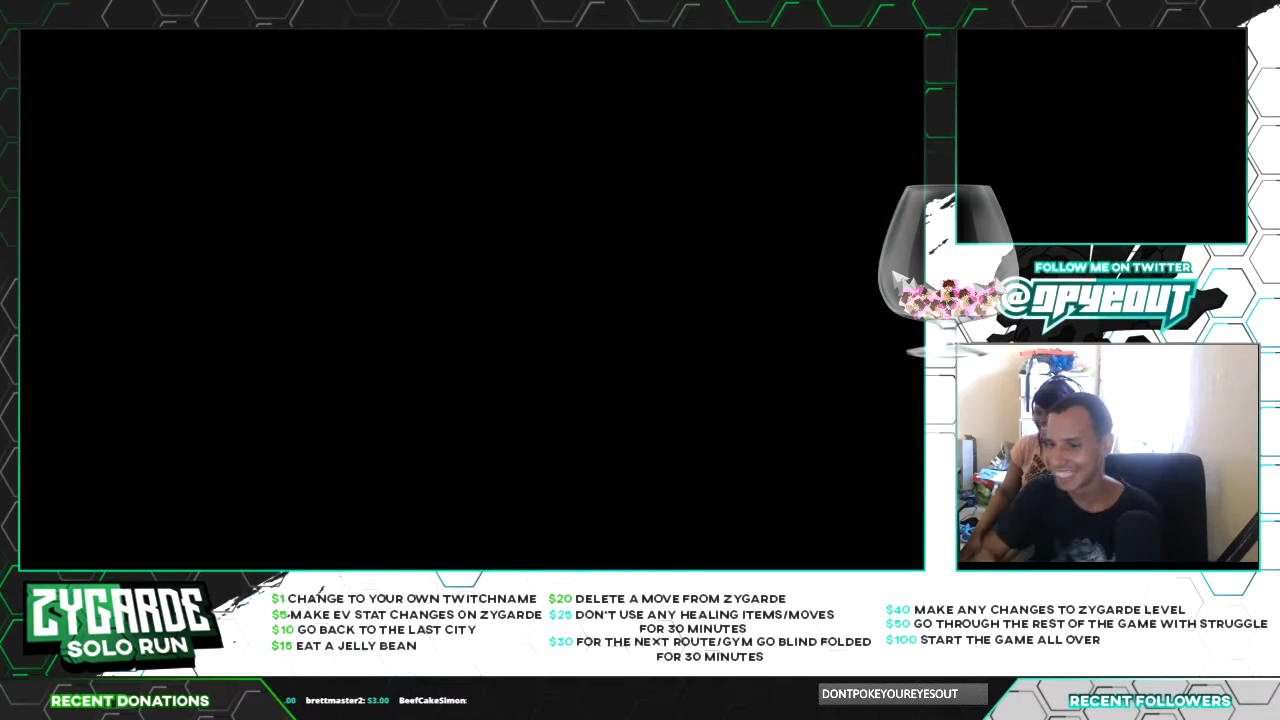 FOLLOW ME ON TWITTER
@DPYEOUT
ZYGARDE
SOLO RUN
$1 CHANGE TO YOUR OWN TWITCHNAME
$5 MAKE EV STAT CHANGES ON ZYGARDE
$10 GO BACK TO THE LAST CITY
$15 EAT A JELLY BEAN
$20 DELETE A MOVE FROM ZYGARDE
$25 DON'T USE ANY HEALING ITEMS/MOVES
FOR 30 MINUTES
$30 FOR THE NEXT ROUTE/GYM GO BLIND FOLDED
FOR 30 MINUTES
$40 MAKE ANY CHANGES TO ZYGARDE LEVEL
$50 GO THROUGH THE REST OF THE GAME WITH STRUGGLE
$100 START THE GAME ALL OVER
RECENT DONATIONS
.00 brettmaster2: $3.00 BeefCakeSimon:
DONTPOKEYOUREYESOUT
RECENT FOLLOWERS